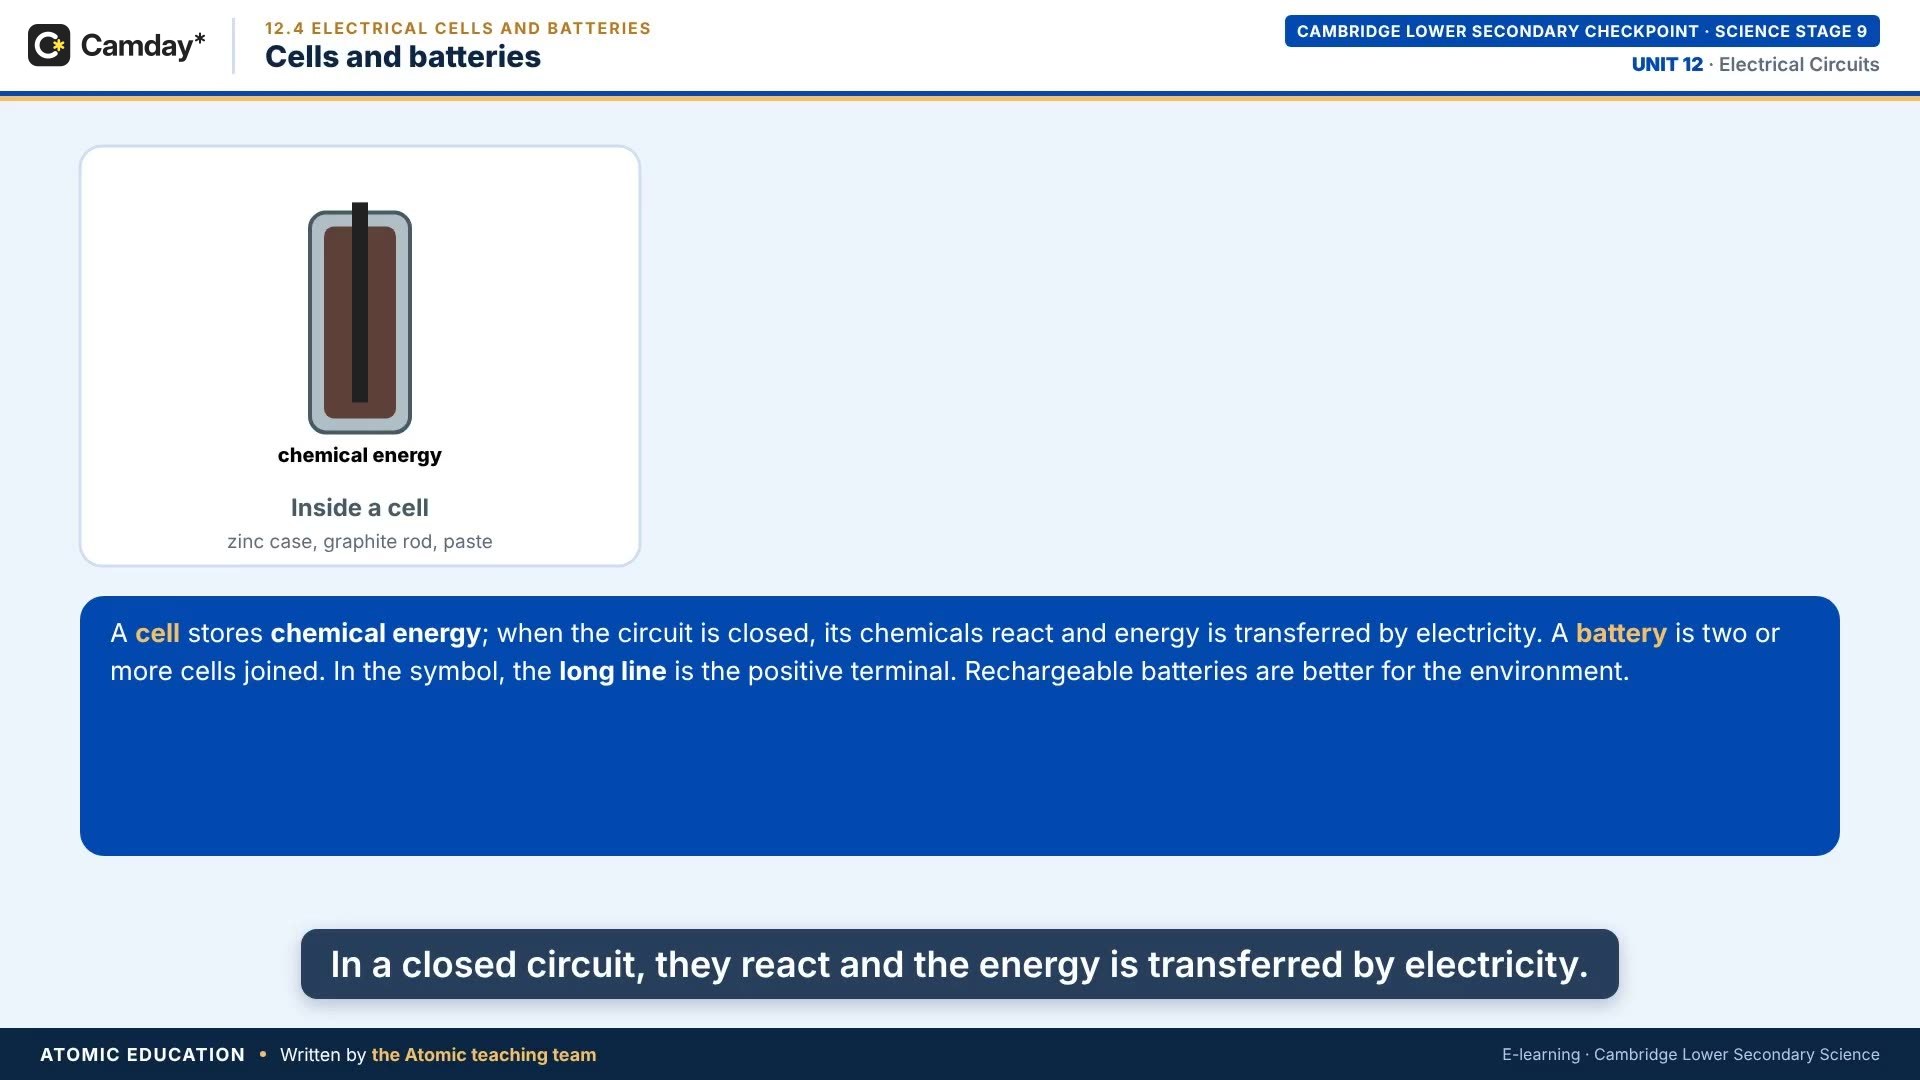 Camday*
12.4 ELECTRICAL CELLS AND BATTERIES
Cells and batteries
CAMBRIDGE LOWER SECONDARY CHECKPOINT · SCIENCE STAGE 9
UNIT 12 · Electrical Circuits
chemical energy
Inside a cell
zinc case, graphite rod, paste
A cell stores chemical energy; when the circuit is closed, its chemicals react and energy is transferred by electricity. A battery is two or
more cells joined. In the symbol, the long line is the positive terminal. Rechargeable batteries are better for the environment.
In a closed circuit, they react and the energy is transferred by electricity.
ATOMIC EDUCATION • Written by the Atomic teaching team
E-learning · Cambridge Lower Secondary Science